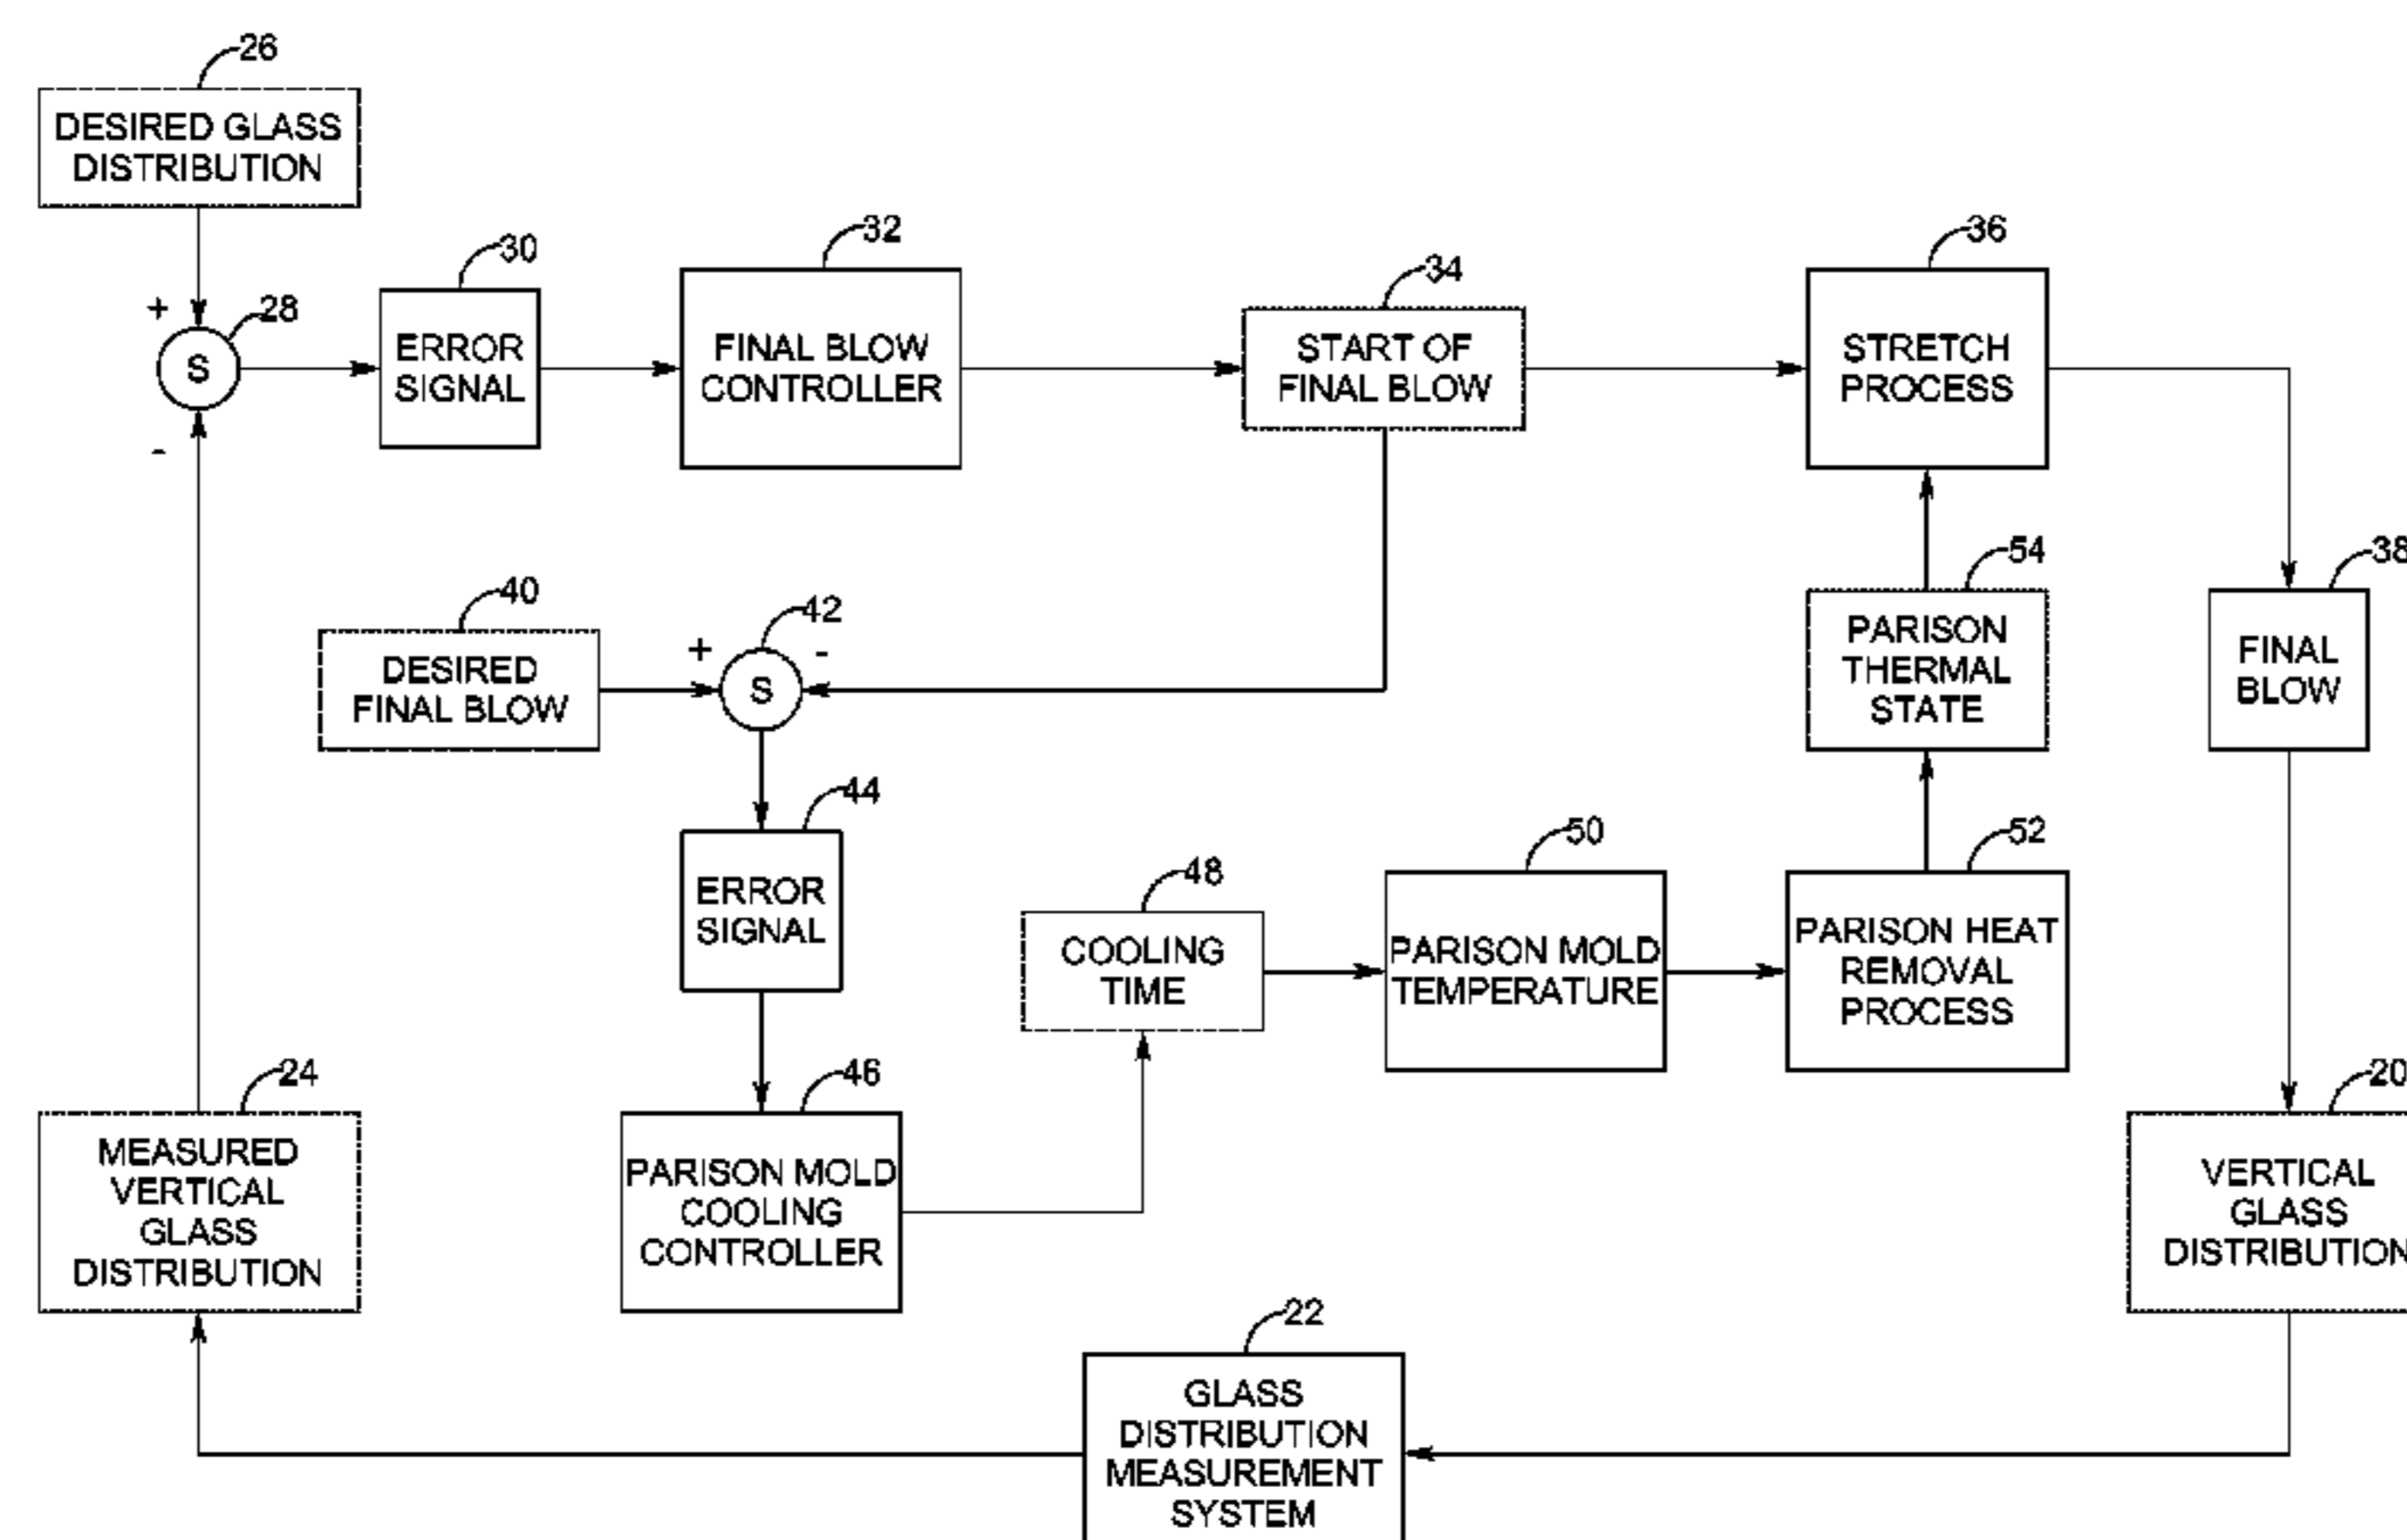 26
DESIRED GLASS
DISTRIBUTION
+
28
S
-
30
ERROR
SIGNAL
32
FINAL BLOW
CONTROLLER
34
START OF
FINAL BLOW
36
STRETCH
PROCESS
38
FINAL
BLOW
40
DESIRED
FINAL BLOW
+
42
-
S
44
ERROR
SIGNAL
46
PARISON MOLD
COOLING
CONTROLLER
48
COOLING
TIME
50
PARISON MOLD
TEMPERATURE
52
PARISON HEAT
REMOVAL
PROCESS
54
PARISON
THERMAL
STATE
20
VERTICAL
GLASS
DISTRIBUTION
22
GLASS
DISTRIBUTION
MEASUREMENT
SYSTEM
24
MEASURED
VERTICAL
GLASS
DISTRIBUTION